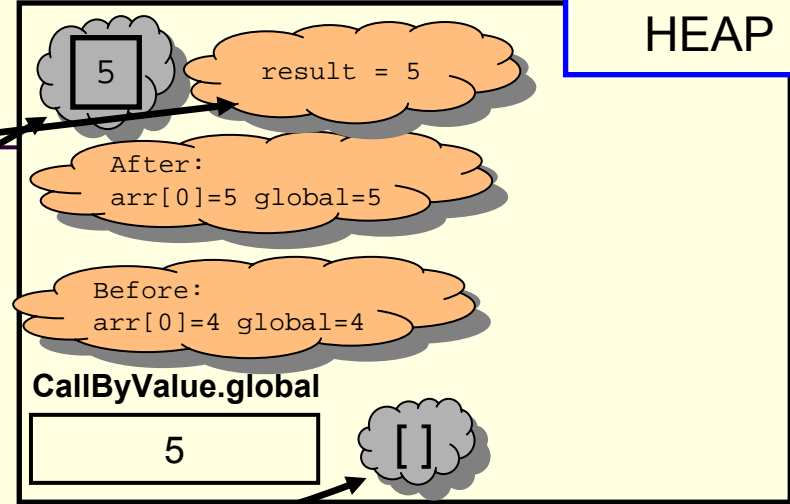 HEAP
5
result = 5
After:
arr[0]=5 global=5
Before:
arr[0]=4 global=4
CallByValue.global
5
[]